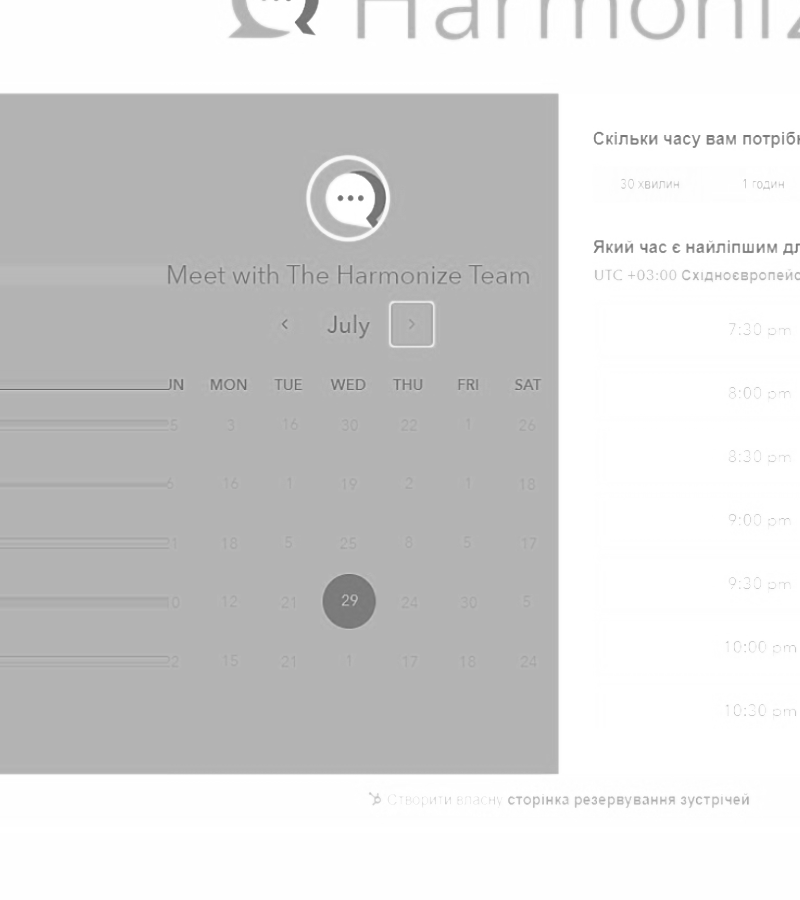 Harmoniz
Meet with The Harmonize Team
July
UN MON TUE WED THU FRI SAT
5 3 16 30 22 1 26
6 16 1 19 2 1 18
21 18 5 25 8 5 17
0 12 21 29 24 30 5
22 15 21 1 17 18 24
Скільки часу вам потрібн
30 хвилин 1 годин
Який час є найліпшим дл
UTC +03:00 Східноєвропейс
7:30 pm
8:00 pm
8:30 pm
9:00 pm
9:30 pm
10:00 pm
10:30 pm
Створити власну сторінка резервування зустрічей